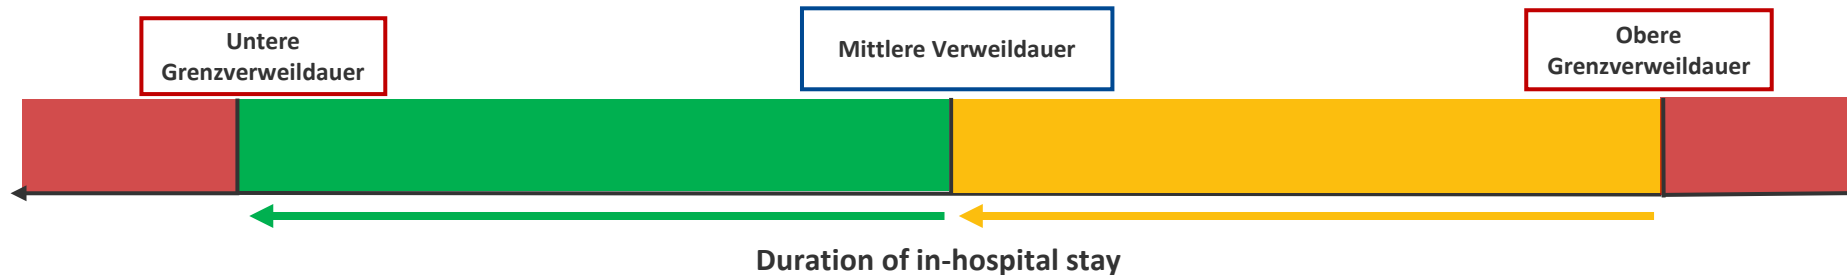 Untere
Grenzverweildauer
Mittlere Verweildauer
Obere
Grenzverweildauer
Duration of in-hospital stay